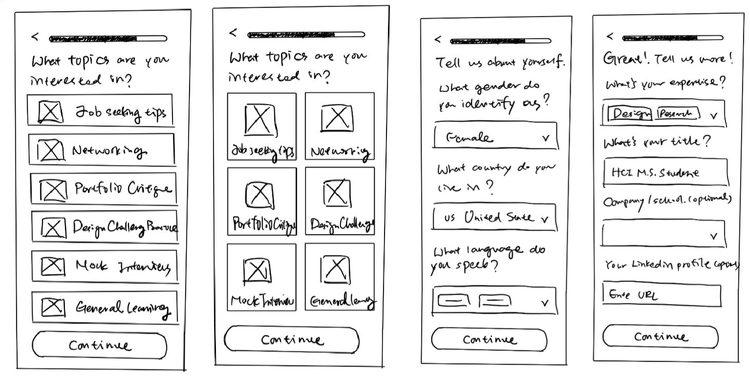 <
What topics are you
interested in?
Job seeking tips
Networking
Portfolio Critique
Design Challenge
Mock Interviews
General Learning
Continue
<
What topics are you
interested in?
Job seeking tips
Networking
Portfolio Critique
Design Challenge
Mock Interview
General learning
Continue
<
Tell us about yourself.
What gender do
you identify as?
Female
What country do you
live in?
US United State
What language do
you speek?
Continue
<
Great! Tell us more!
What's your expertise?
Design
Research
What's your title?
HCI M.S. Student
Company/school (optional)
Your Linkedin profile
URL
Continue